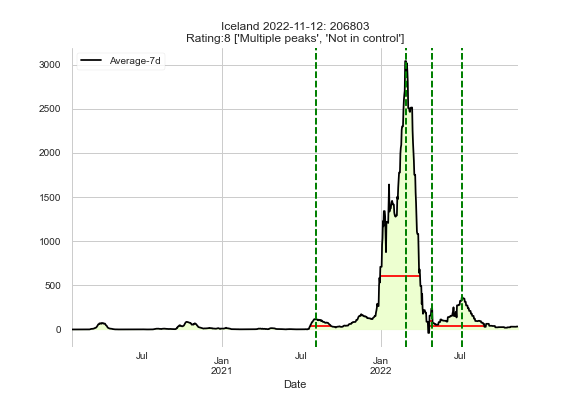 Iceland 2022-11-12: 206803
Rating:8 ['Multiple peaks', 'Not in control']
Average-7d
3000
2500
2000
1500
1000
500
0
Jul
Jan
2021
Jul
Jan
2022
Jul
Date